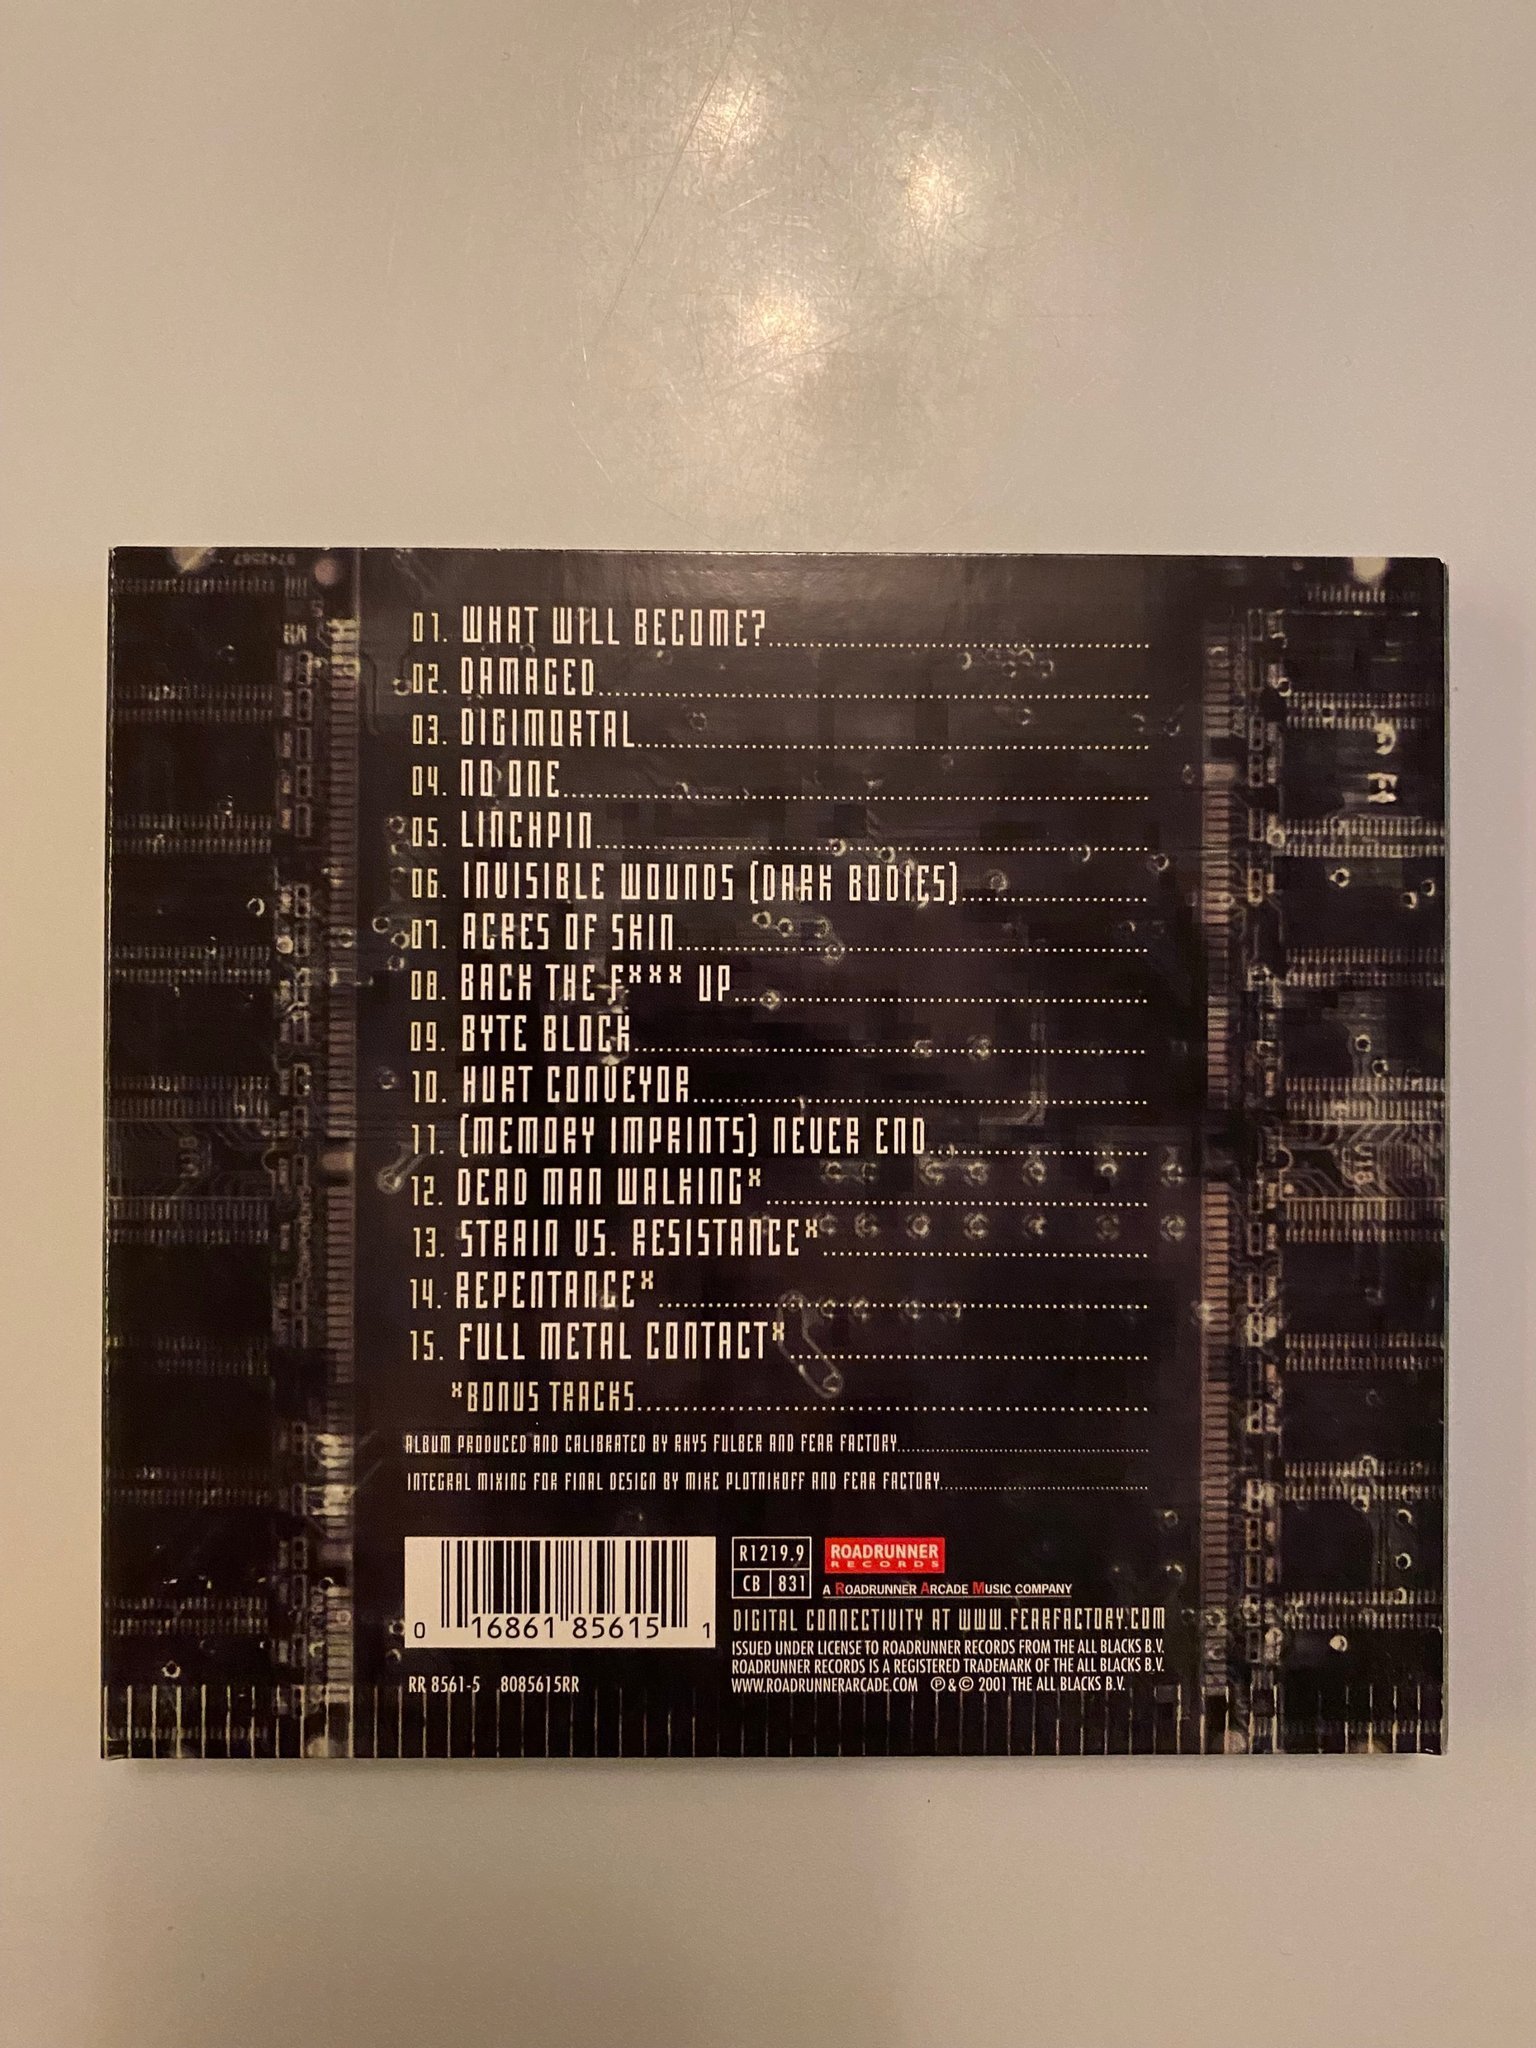 01. WHAT WILL BECOME?
02. DAMAGED
03. DIGIMORTAL
04. NO ONE
05. LINCHPIN
06. INVISIBLE WOUNDS (DARK BODIES)
07. ACRES OF SKIN
08. BACK THE F*** UP
09. BYTE BLOCK
10. HURT CONVEYOR
11. (MEMORY IMPRINTS) NEVER END
12. DEAD MAN WALKING*
13. STRAIN VS. RESISTANCE*
14. REPENTANCE*
15. FULL METAL CONTACT*
*BONUS TRACKS
ALBUM PRODUCED AND CALIBRATED BY RHYS FULBER AND FEAR FACTORY
INTEGRAL MIXING FOR FINAL DESIGN BY MIKE PLOTNIKOFF AND FEAR FACTORY
0 16861 85615 1
RR 8561-5 8085615RR
R1219.9
CB 831
ROADRUNNER
RECORDS
A ROADRUNNER ARCADE MUSIC COMPANY
DIGITAL CONNECTIVITY AT WWW.FEARFACTORY.COM
ISSUED UNDER LICENSE TO ROADRUNNER RECORDS FROM THE ALL BLACKS B.V.
ROADRUNNER RECORDS IS A REGISTERED TRADEMARK OF THE ALL BLACKS B.V.
WWW.ROADRUNNERARCADE.COM ℗ & © 2001 THE ALL BLACKS B.V.